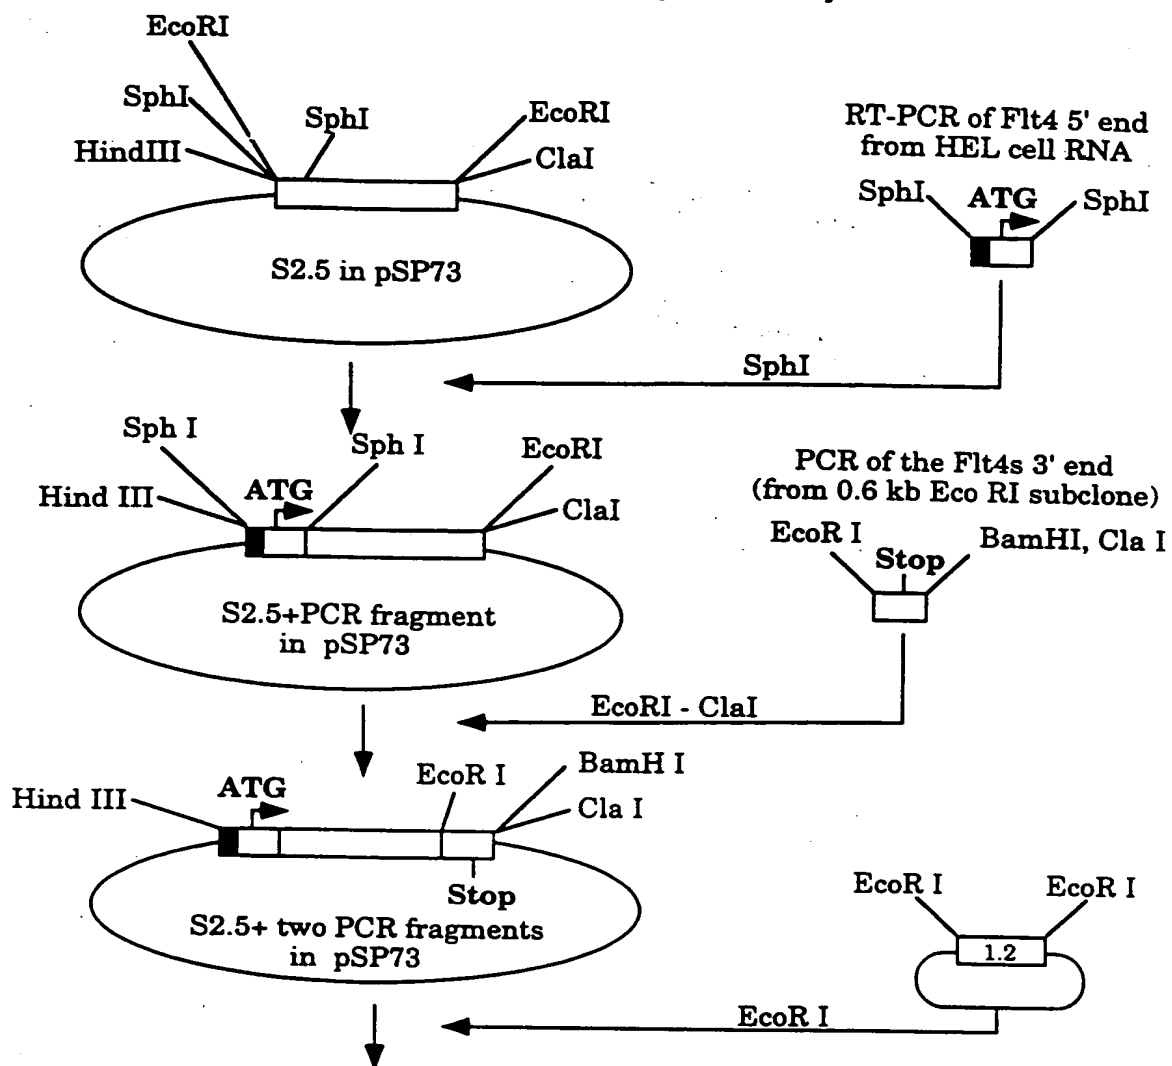 EcoRI
SphI
SphI
HindIII
EcoRI
ClaI
S2.5 in pSP73
RT-PCR of Flt4 5' end
from HEL cell RNA
SphI
ATG
SphI
SphI
Sph I
Sph I
Hind III
ATG
EcoRI
ClaI
S2.5+PCR fragment
in pSP73
PCR of the Flt4s 3' end
(from 0.6 kb Eco RI subclone)
EcoR I
Stop
BamHI, Cla I
EcoRI - ClaI
Hind III
ATG
EcoR I
BamH I
Cla I
Stop
S2.5+ two PCR fragments
in pSP73
EcoR I
EcoR I
1.2
EcoR I